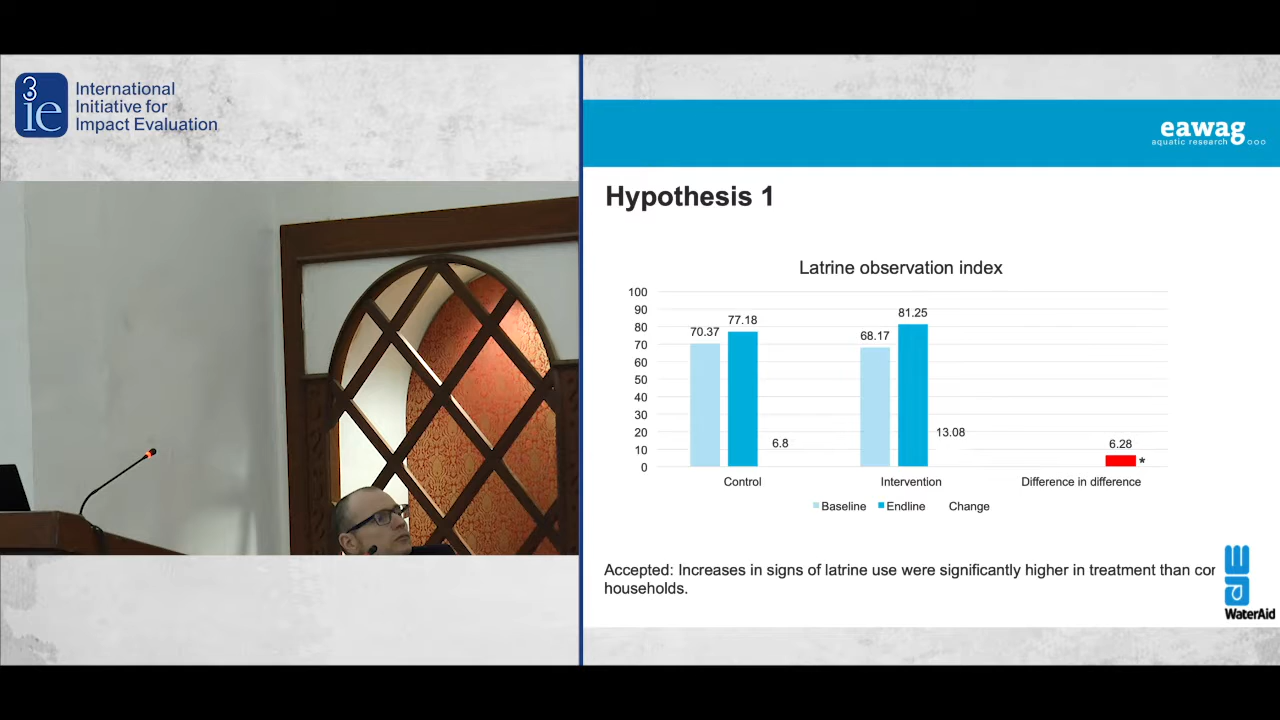 3ie
International
Initiative for
Impact Evaluation
eawag
aquatic research
Hypothesis 1
Latrine observation index
100
90
80
70
60
50
40
30
20
10
0
70.37
77.18
6.8
68.17
81.25
13.08
6.28
*
Control
Intervention
Difference in difference
Baseline
Endline
Change
Accepted: Increases in signs of latrine use were significantly higher in treatment than cor
households.
WaterAid